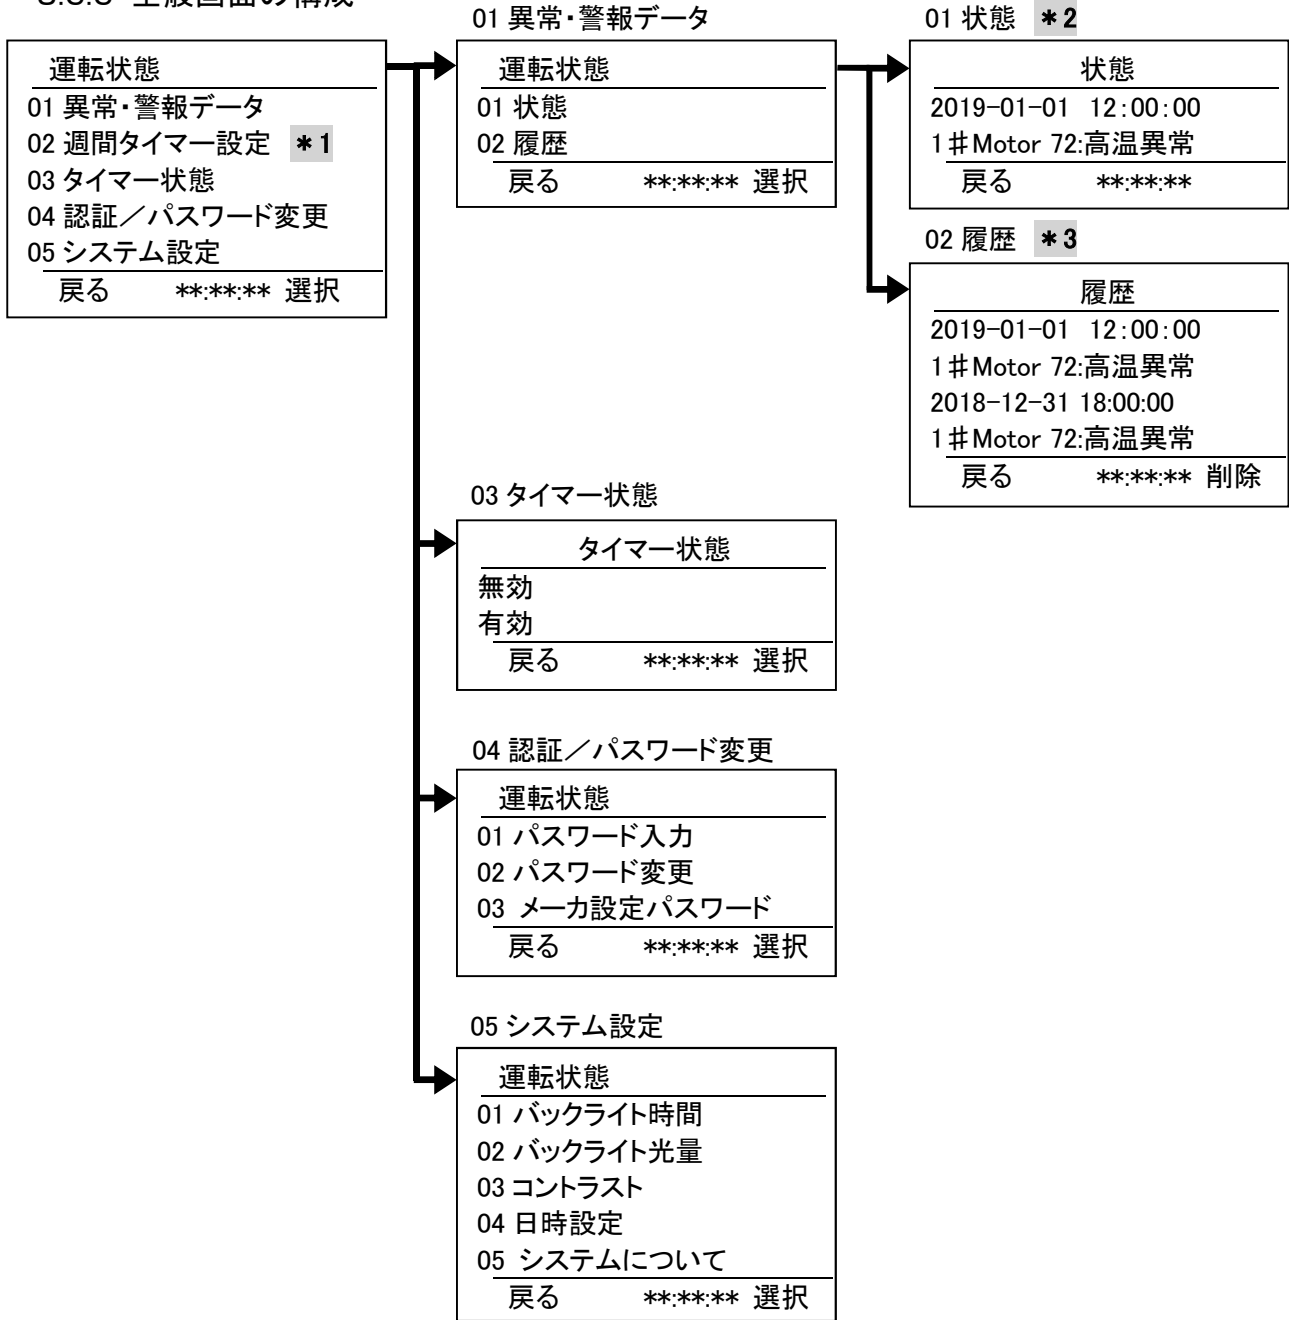 運転状態
01 異常・警報データ
02 週間タイマー設定 *1
03 タイマー状態
04 認証／パスワード変更
05 システム設定
戻る **:**:** 選択
01 異常・警報データ
運転状態
01 状態
02 履歴
戻る **:**:** 選択
01 状態 *2
状態
2019-01-01 12:00:00
1♯Motor 72:高温異常
戻る **:**:**
02 履歴 *3
履歴
2019-01-01 12:00:00
1♯Motor 72:高温異常
2018-12-31 18:00:00
1♯Motor 72:高温異常
戻る **:**:** 削除
03 タイマー状態
タイマー状態
無効
有効
戻る **:**:** 選択
04 認証／パスワード変更
運転状態
01 パスワード入力
02 パスワード変更
03 メーカ設定パスワード
戻る **:**:** 選択
05 システム設定
運転状態
01 バックライト時間
02 バックライト光量
03 コントラスト
04 日時設定
05 システムについて
戻る **:**:** 選択